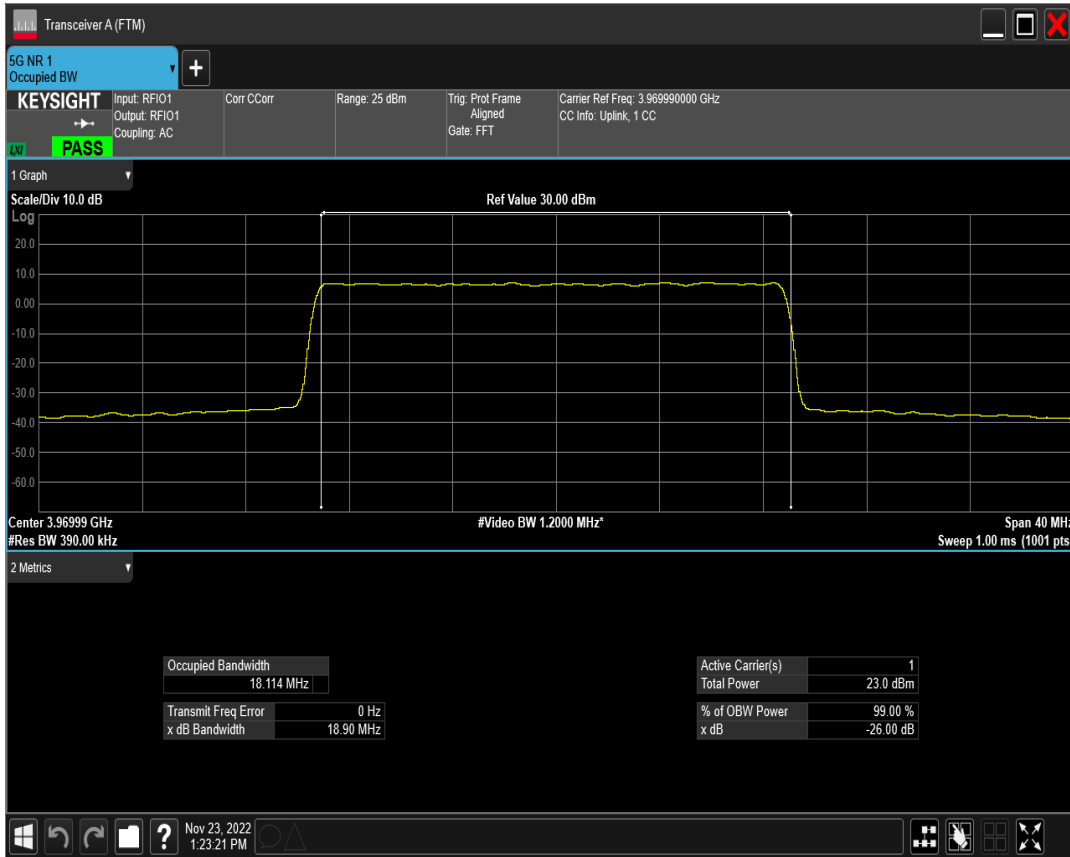 Transceiver A (FTM)
5G NR 1
Occupied BW
+
KEYSIGHT
LXI
PASS
Input: RFIO1
Output: RFIO1
Coupling: AC
Corr CCorr
Range: 25 dBm
Trig: Prot Frame
Aligned
Gate: FFT
Carrier Ref Freq: 3.969990000 GHz
CC Info: Uplink, 1 CC
1 Graph
Scale/Div 10.0 dB
Ref Value 30.00 dBm
Log
20.0
10.0
0.00
-10.0
-20.0
-30.0
-40.0
-50.0
-60.0
Center 3.96999 GHz
#Video BW 1.2000 MHz*
Span 40 MHz
#Res BW 390.00 kHz
Sweep 1.00 ms (1001 pts
2 Metrics
Occupied Bandwidth
18.114 MHz
Transmit Freq Error 0 Hz
x dB Bandwidth 18.90 MHz
Active Carrier(s) 1
Total Power 23.0 dBm
% of OBW Power 99.00 %
x dB -26.00 dB
?
Nov 23, 2022
1:23:21 PM